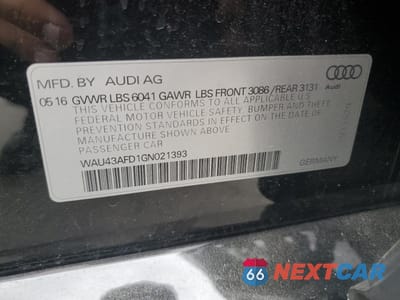 MFD. BY AUDI AG
Audi
05 16 GVWR LBS 6041 GAWR LBS FRONT 3086 / REAR 3131
THIS VEHICLE CONFORMS TO ALL APPLICABLE U.S.
FEDERAL MOTOR VEHICLE SAFETY, BUMPER AND THEFT
PREVENTION STANDARDS IN EFFECT ON THE DATE OF
MANUFACTURE SHOWN ABOVE
PASSENGER CAR
WAU43AFD1GN021393
GERMANY
66 NEXTCAR